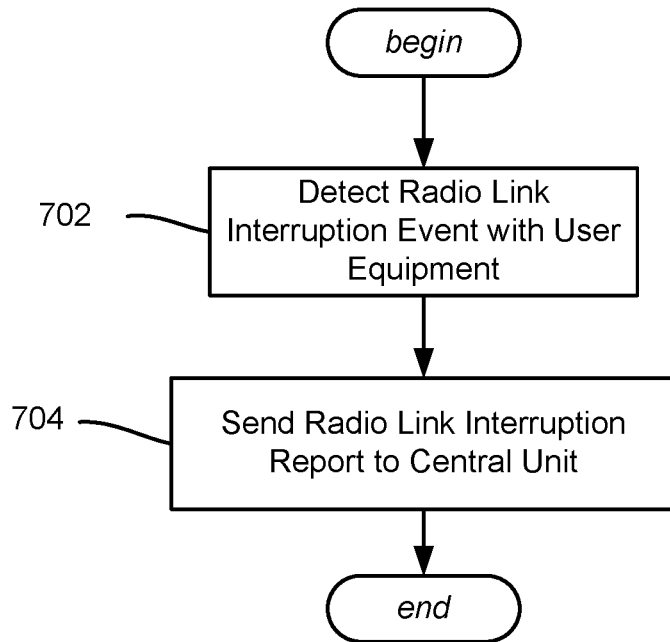 begin
702
Detect Radio Link
Interruption Event with User
Equipment
704
Send Radio Link Interruption
Report to Central Unit
end